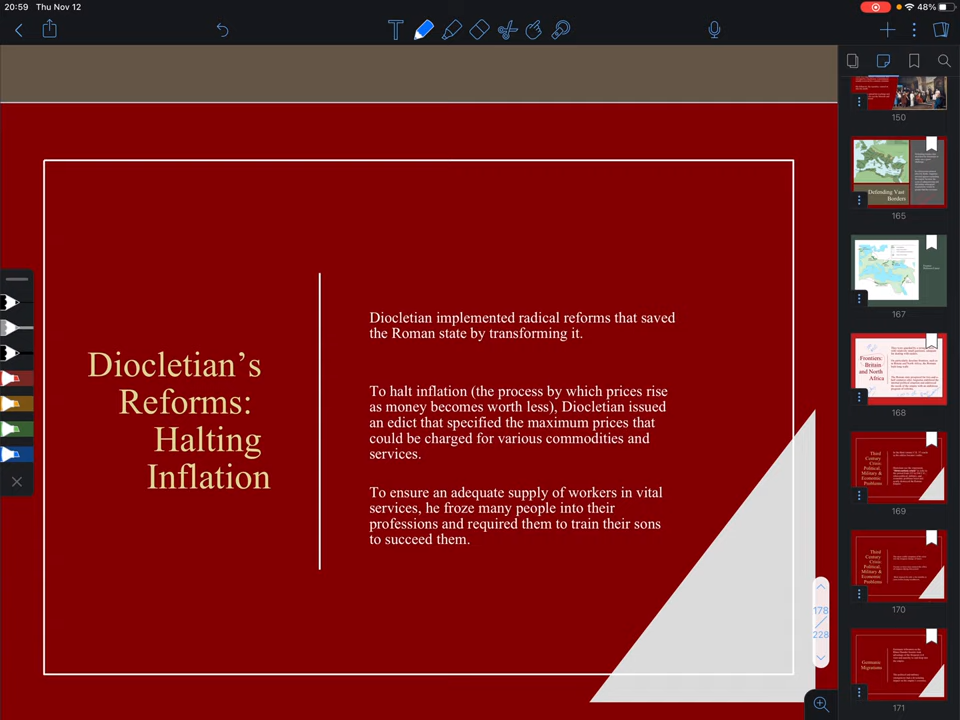 20:59 Thu Nov 12
48%
T
Diocletian's
Reforms:
Halting
Inflation
Diocletian implemented radical reforms that saved
the Roman state by transforming it.
To halt inflation (the process by which prices rise
as money becomes worth less), Diocletian issued
an edict that specified the maximum prices that
could be charged for various commodities and
services.
To ensure an adequate supply of workers in vital
services, he froze many people into their
professions and required them to train their sons
to succeed them.
178
228
150
Defending Vast
Borders
165
167
Frontiers:
Britain
and North
Africa
168
Third
Century
Crisis:
Political,
Military &
Economic
Problems
169
Third
Century
Crisis:
Political,
Military &
Economic
Problems
170
Germanic
Migrations
171